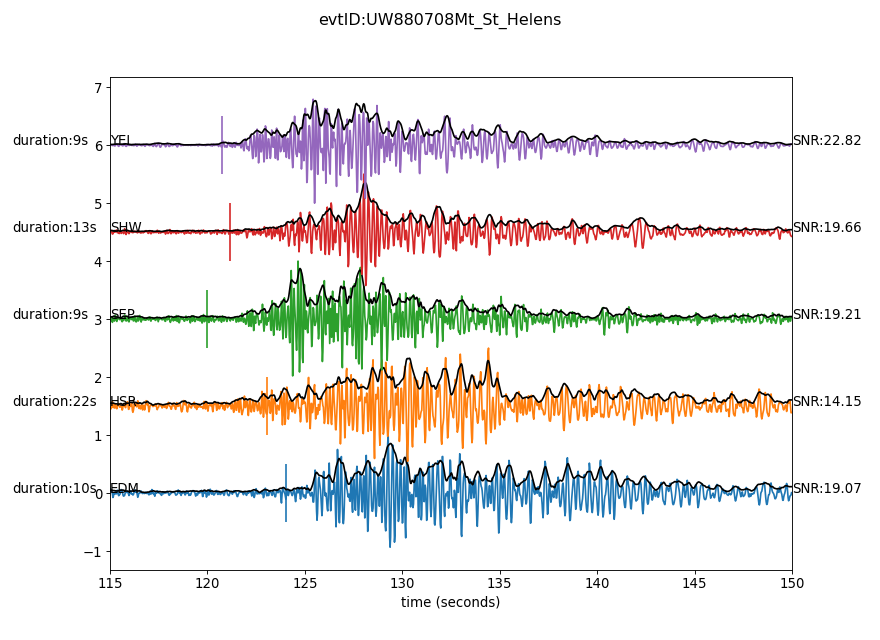 evtID:UW880708Mt_St_Helens
7
duration:9s YEL 6 SNR:22.82
5
duration:13s SHW SNR:19.66
4
duration:9s SEP 3 SNR:19.21
2
duration:22s HSR SNR:14.15
1
duration:10s EDM 0 SNR:19.07
−1
115 120 125 130 135 140 145 150
time (seconds)